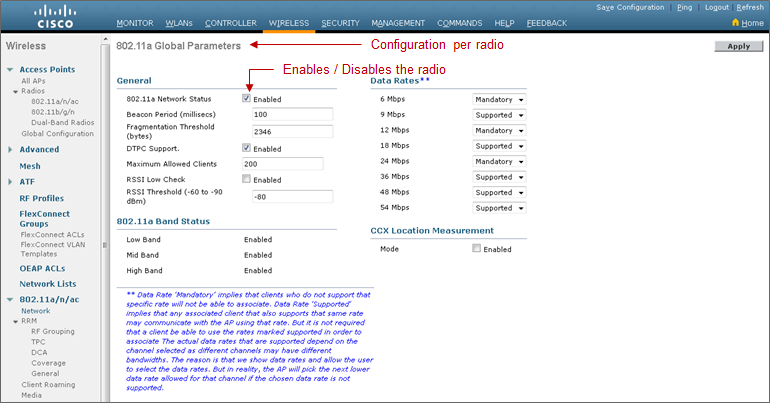 Save Configuration Ping Logout Refresh
CISCO
MONITOR WLANs CONTROLLER WIRELESS SECURITY MANAGEMENT COMMANDS HELP FEEDBACK
Home
Wireless
Access Points
All APs
Radios
802.11a/n/ac
802.11b/g/n
Dual-Band Radios
Global Configuration
Advanced
Mesh
ATF
RF Profiles
FlexConnect
Groups
FlexConnect ACLs
FlexConnect VLAN
Templates
OEAP ACLs
Network Lists
802.11a/n/ac
Network
RRM
RF Grouping
TPC
DCA
Coverage
General
Client Roaming
Media
802.11a Global Parameters
Configuration per radio
Apply
Enables / Disables the radio
General
802.11a Network Status Enabled
Beacon Period (millisecs) 100
Fragmentation Threshold
(bytes) 2346
DTPC Support. Enabled
Maximum Allowed Clients 200
RSSI Low Check Enabled
RSSI Threshold (-60 to -90
dBm) -80
802.11a Band Status
Low Band Enabled
Mid Band Enabled
High Band Enabled
Data Rates**
6 Mbps Mandatory
9 Mbps Supported
12 Mbps Mandatory
18 Mbps Supported
24 Mbps Mandatory
36 Mbps Supported
48 Mbps Supported
54 Mbps Supported
CCX Location Measurement
Mode Enabled
** Data Rate 'Mandatory' implies that clients who do not support that
specific rate will not be able to associate. Data Rate 'Supported'
implies that any associated client that also supports that same rate
may communicate with the AP using that rate. But it is not required
that a client be able to use the rates marked supported in order to
associate The actual data rates that are supported depend on the
channel selected as different channels may have different
bandwidths. The reason is that we show data rates and allow the user
to select the data rates. But in reality, the AP will pick the next lower
data rate allowed for that channel if the chosen data rate is not
supported.